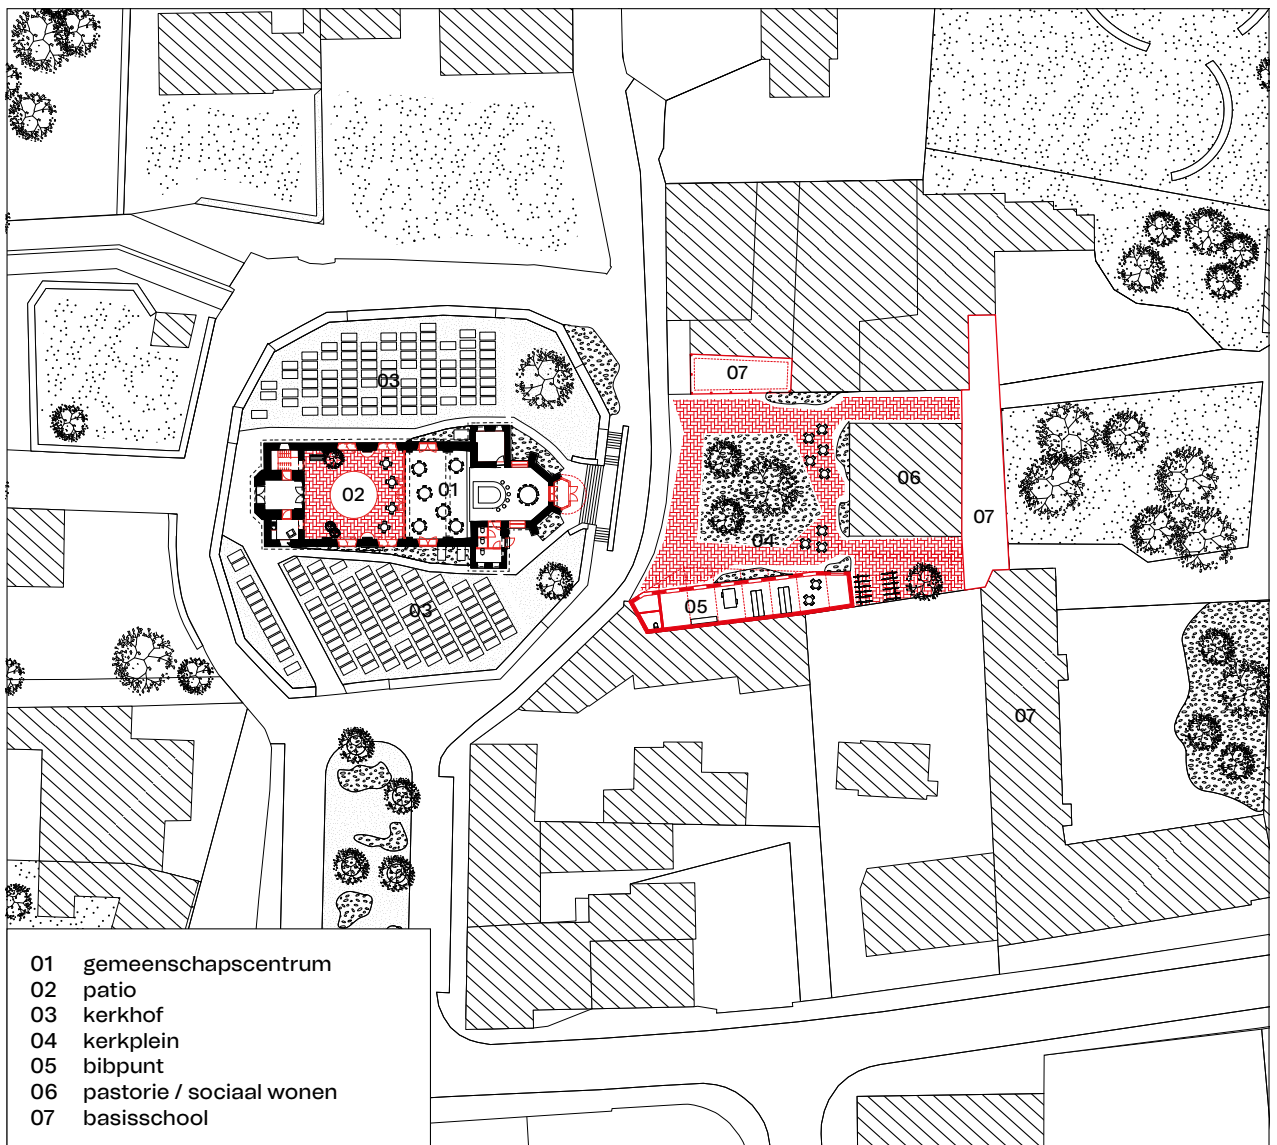 07
03
06
01
02
07
04
05
03
07
01 gemeenschapscentrum
02 patio
03 kerkhof
04 kerkplein
05 bibpunt
06 pastorie / sociaal wonen
07 basisschool